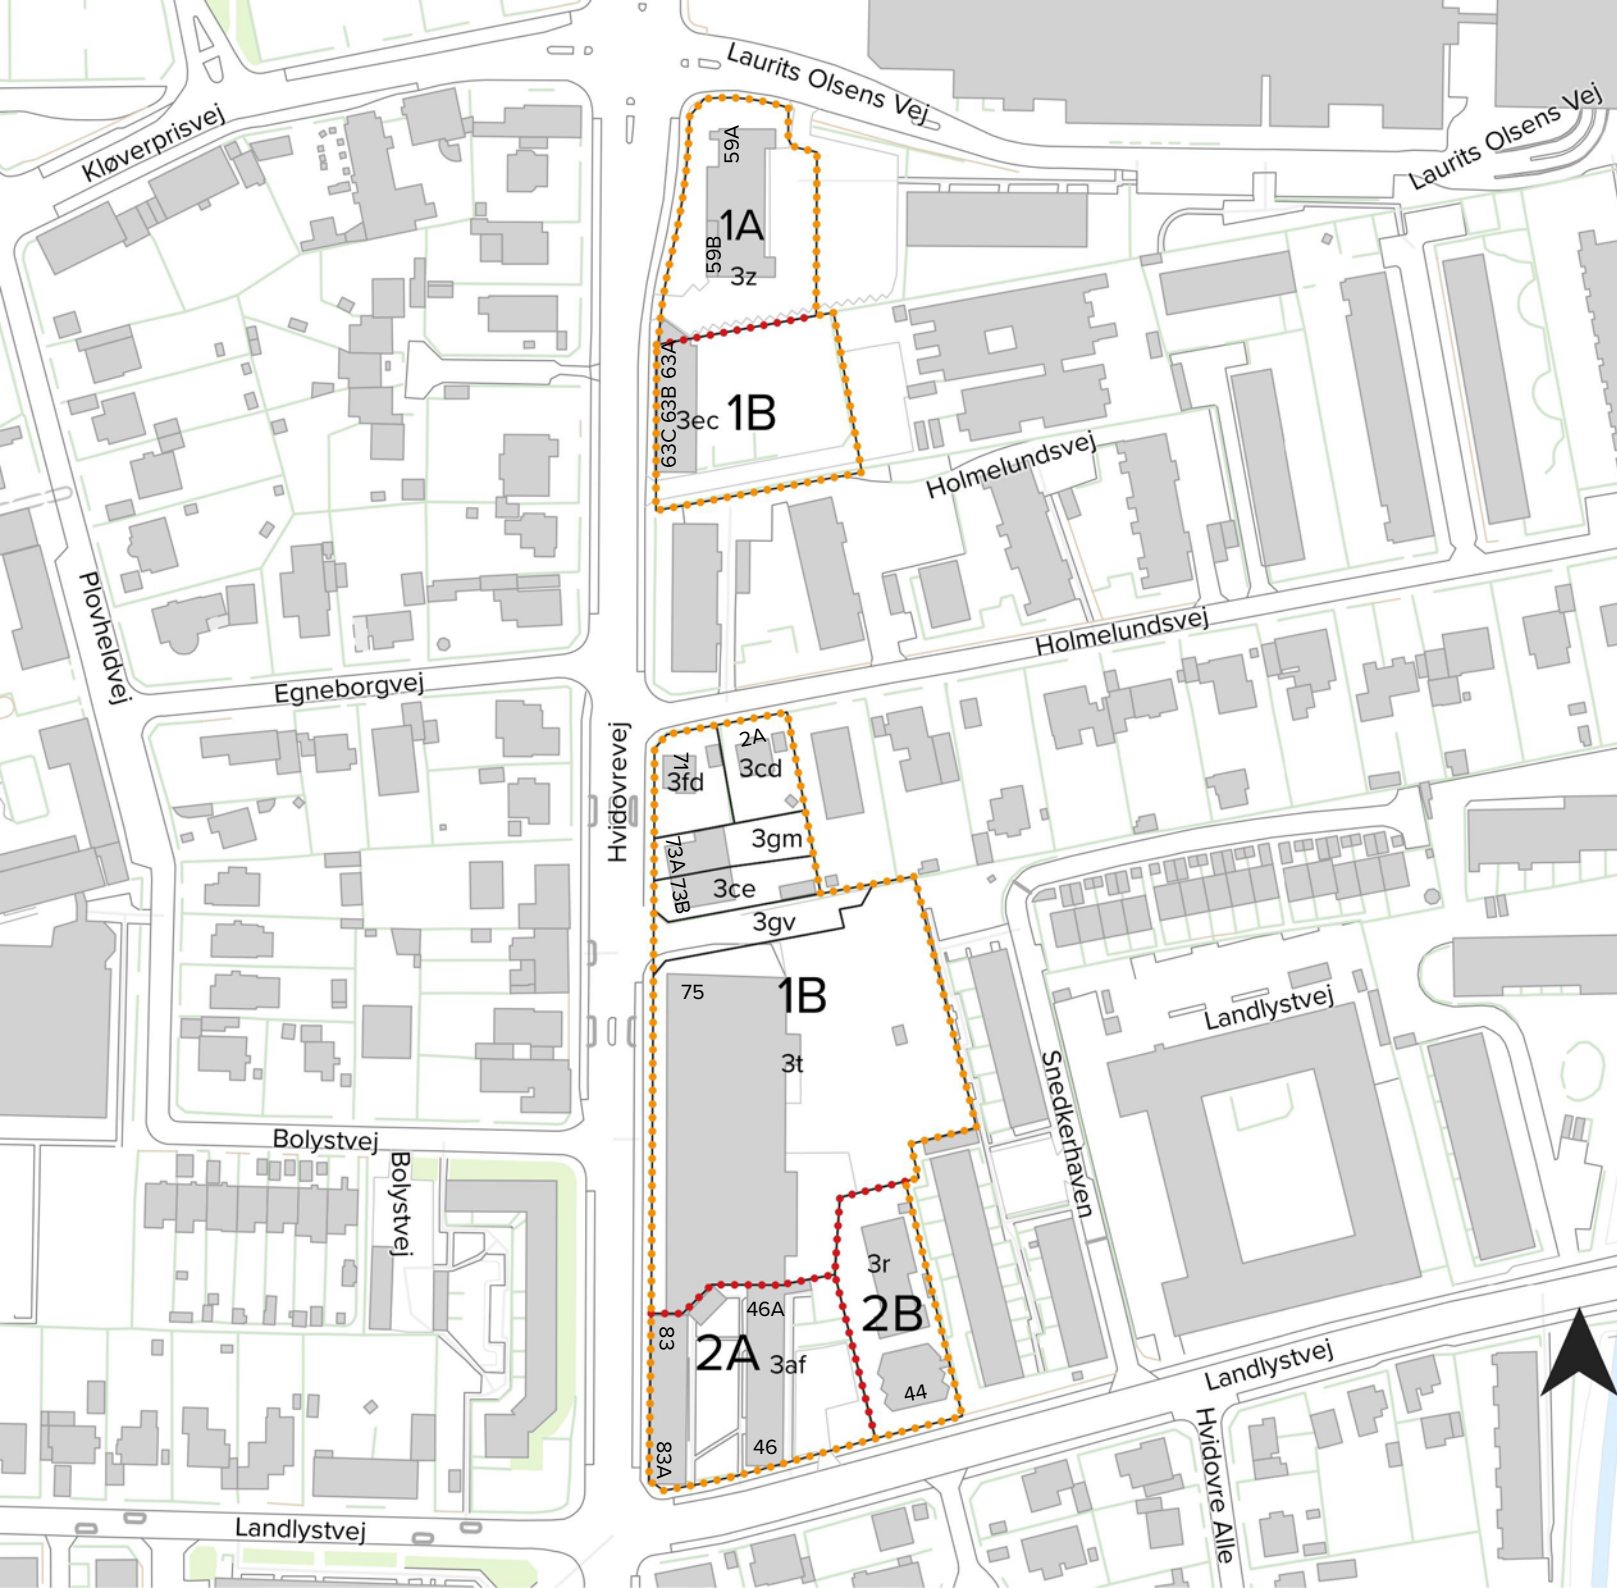 Laurits Olsens Vej
Laurits Olsens Vej
Kløverprisvej
59A
1A
59B
3z
63A
63B
63C
3ec
1B
Holmelundsvej
Plovheldvej
Holmelundsvej
Egneborgvej
Hvidovrevej
2A
71
3fd
3cd
73A
3gm
73B
3ce
3gv
75
1B
Landlystvej
3t
Snedkerhaven
Bolystvej
Bolystvej
3r
46A
2B
83
2A
3af
Landlystvej
44
83A
46
Hvidovre Alle
Landlystvej